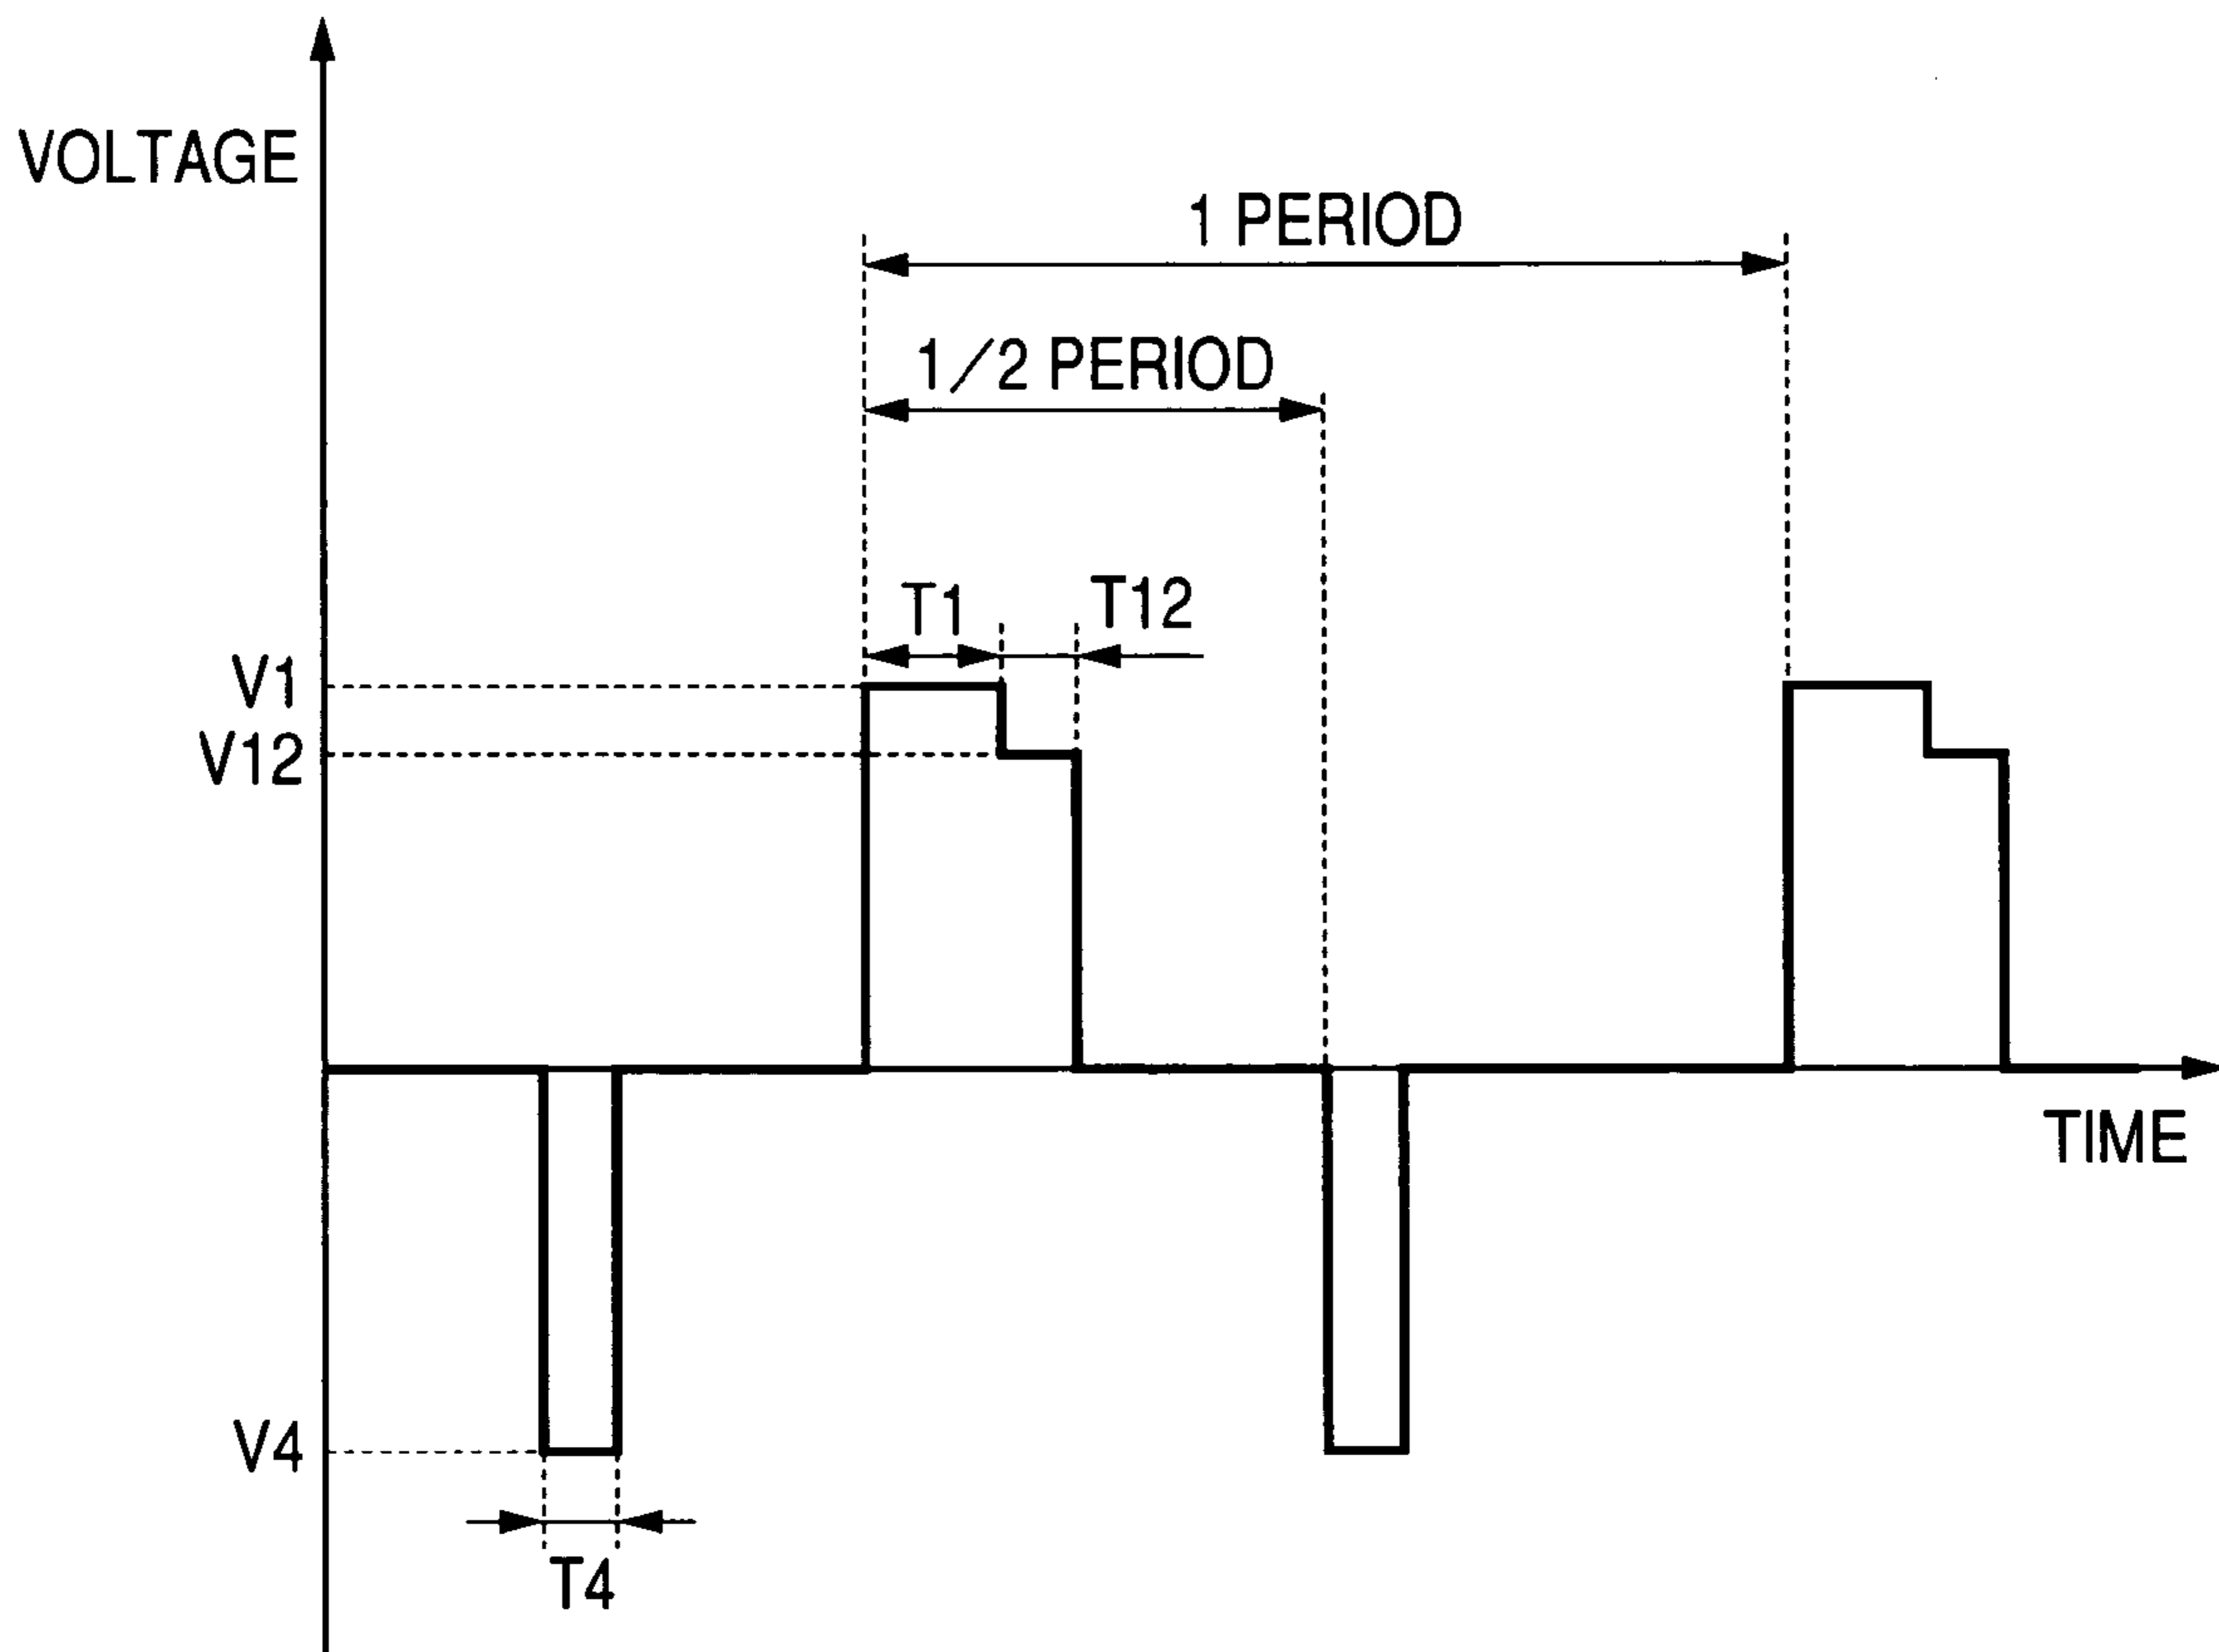 VOLTAGE
1 PERIOD
1/2 PERIOD
T1
T12
V1
V12
TIME
V4
T4